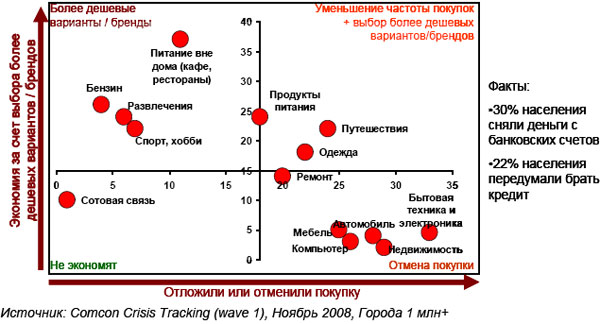 Более дешевые
варианты / бренды
Уменьшение частоты покупок
+ выбор более дешевых
вариантов/брендов
Экономия за счет выбора более
дешевых вариантов / брендов
40
35
30
25
20
15
10
5
0
0
5
10
15
20
25
30
35
Питание вне
дома (кафе,
рестораны)
Бензин
Развлечения
Спорт, хобби
Сотовая связь
Продукты
питания
Путешествия
Одежда
Ремонт
Бытовая
техника и
электроника
Автомобиль
Мебель
Компьютер
Недвижимость
Не экономят
Отмена покупки
Отложили или отменили покупку
Факты:
•30% населения
сняли деньги с
банковских счетов
•22% населения
передумали брать
кредит
Источник: Comcon Crisis Tracking (wave 1), Ноябрь 2008, Города 1 млн+